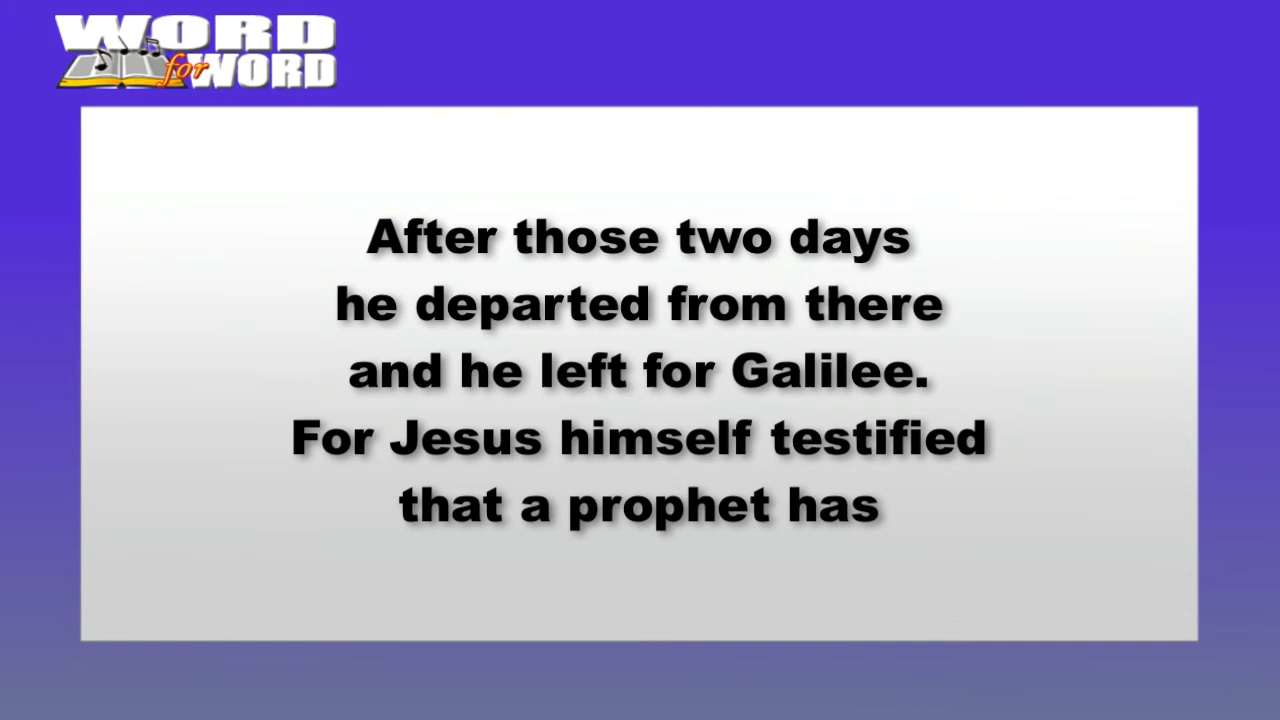 WORD
for WORD
After those two days
he departed from there
and he left for Galilee.
For Jesus himself testified
that a prophet has